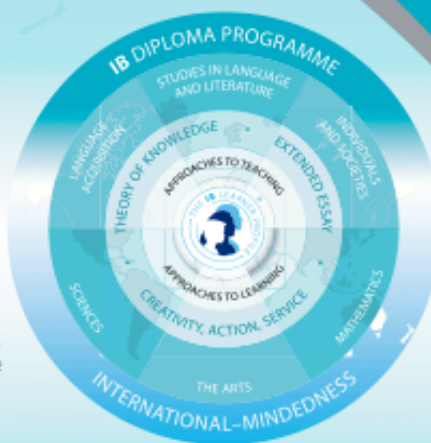 IB DIPLOMA PROGRAMME
STUDIES IN LANGUAGE
AND LITERATURE
LANGUAGE
ACQUISITION
INDIVIDUALS
AND SOCIETIES
THEORY OF KNOWLEDGE
EXTENDED ESSAY
APPROACHES TO TEACHING
THE IB LEARNER PROFILE
APPROACHES TO LEARNING
CREATIVITY, ACTION, SERVICE
SCIENCES
MATHEMATICS
THE ARTS
INTERNATIONAL–MINDEDNESS